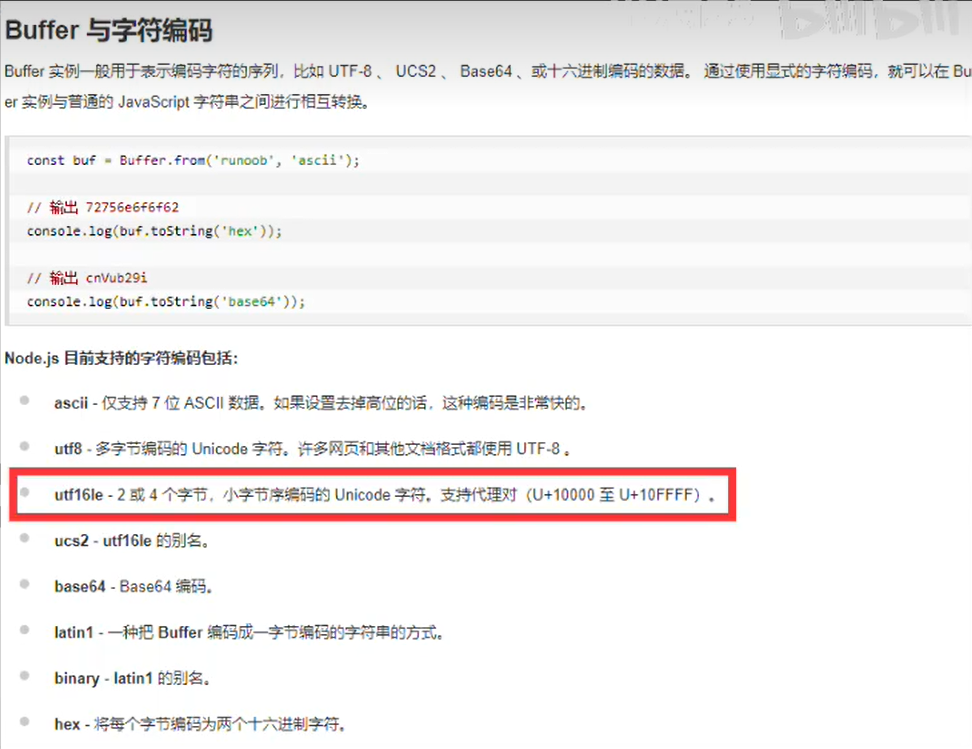 Buffer 与字符编码
Buffer 实例一般用于表示编码字符的序列，比如 UTF-8 、 UCS2 、 Base64 、或十六进制编码的数据。 通过使用显式的字符编码，就可以在 Bu
er 实例与普通的 JavaScript 字符串之间进行相互转换。
const buf = Buffer.from('runoob', 'ascii');
// 输出 72756e6f6f62
console.log(buf.toString('hex'));
// 输出 cnVub29i
console.log(buf.toString('base64'));
Node.js 目前支持的字符编码包括：
ascii - 仅支持 7 位 ASCII 数据。如果设置去掉高位的话，这种编码是非常快的。
utf8 - 多字节编码的 Unicode 字符。许多网页和其他文档格式都使用 UTF-8 。
utf16le - 2 或 4 个字节，小字节序编码的 Unicode 字符。支持代理对（U+10000 至 U+10FFFF）。
ucs2 - utf16le 的别名。
base64 - Base64 编码。
latin1 - 一种把 Buffer 编码成一字节编码的字符串的方式。
binary - latin1 的别名。
hex - 将每个字节编码为两个十六进制字符。